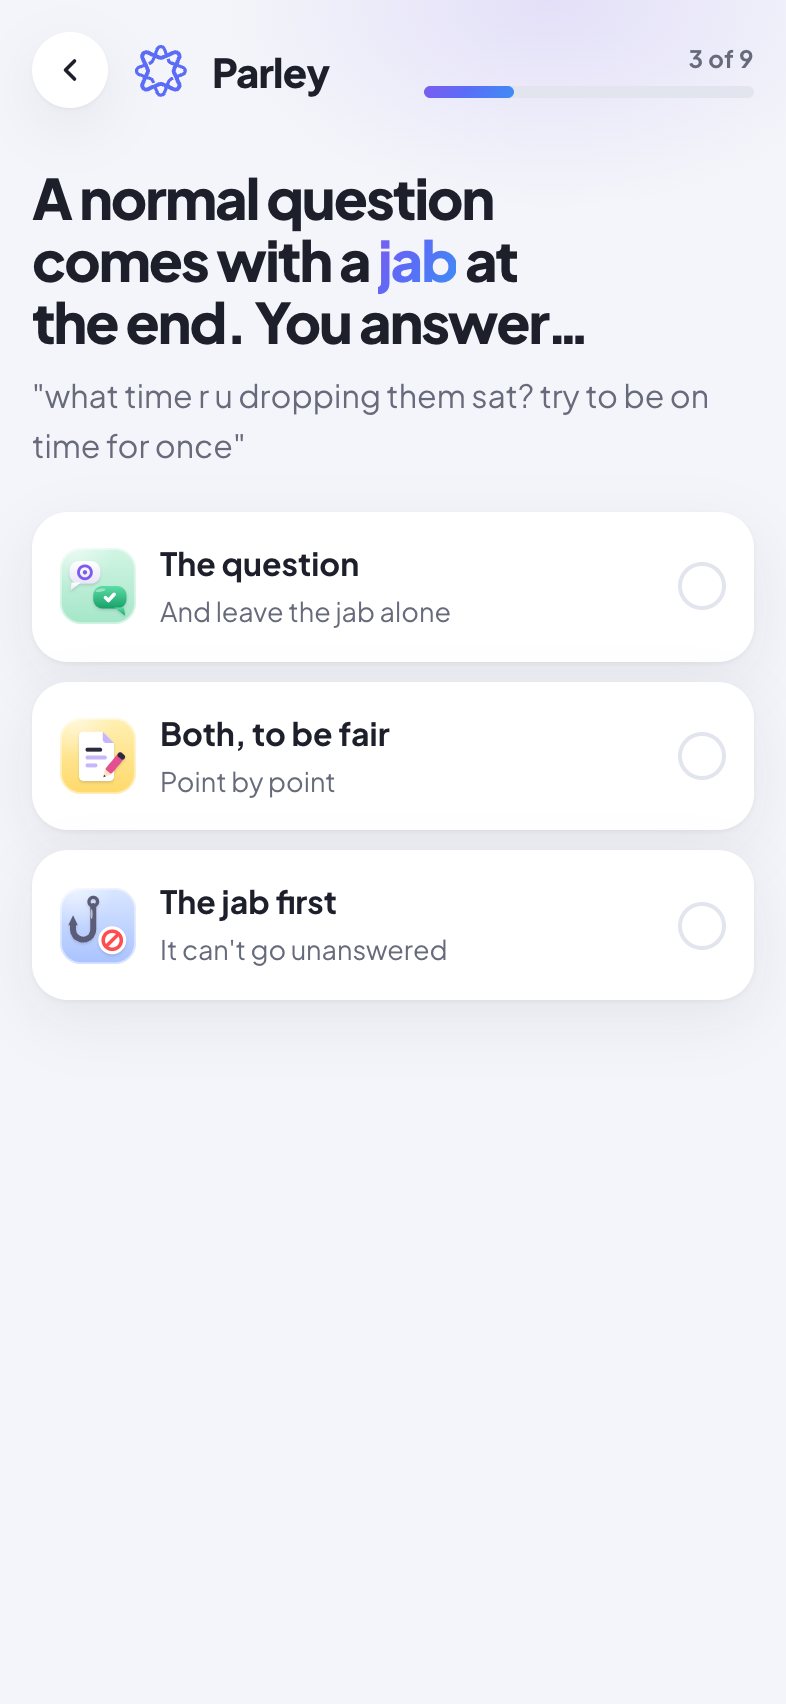 Parley
3 of 9
A normal question
comes with a jab at
the end. You answer...
"what time r u dropping them sat? try to be on
time for once"
The question
And leave the jab alone
Both, to be fair
Point by point
The jab first
It can't go unanswered